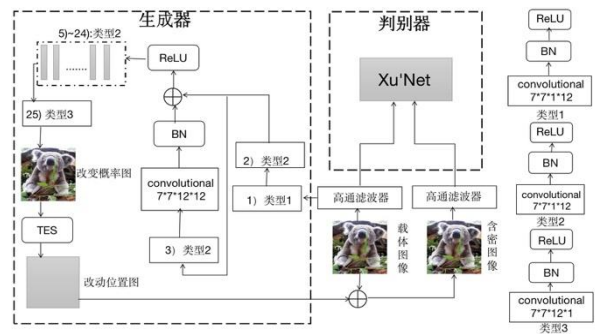 生成器
5)~24):类型2
.......
ReLU
25) 类型3
BN
改变概率图
convolutional
7*7*12*12
2) 类型2
1) 类型1
TES
3) 类型2
改动位置图
判别器
Xu'Net
高通滤波器
高通滤波器
载体图像
含密图像
ReLU
BN
convolutional
7*7*1*12
类型1
ReLU
BN
convolutional
7*7*1*12
类型2
ReLU
BN
convolutional
7*7*12*1
类型3